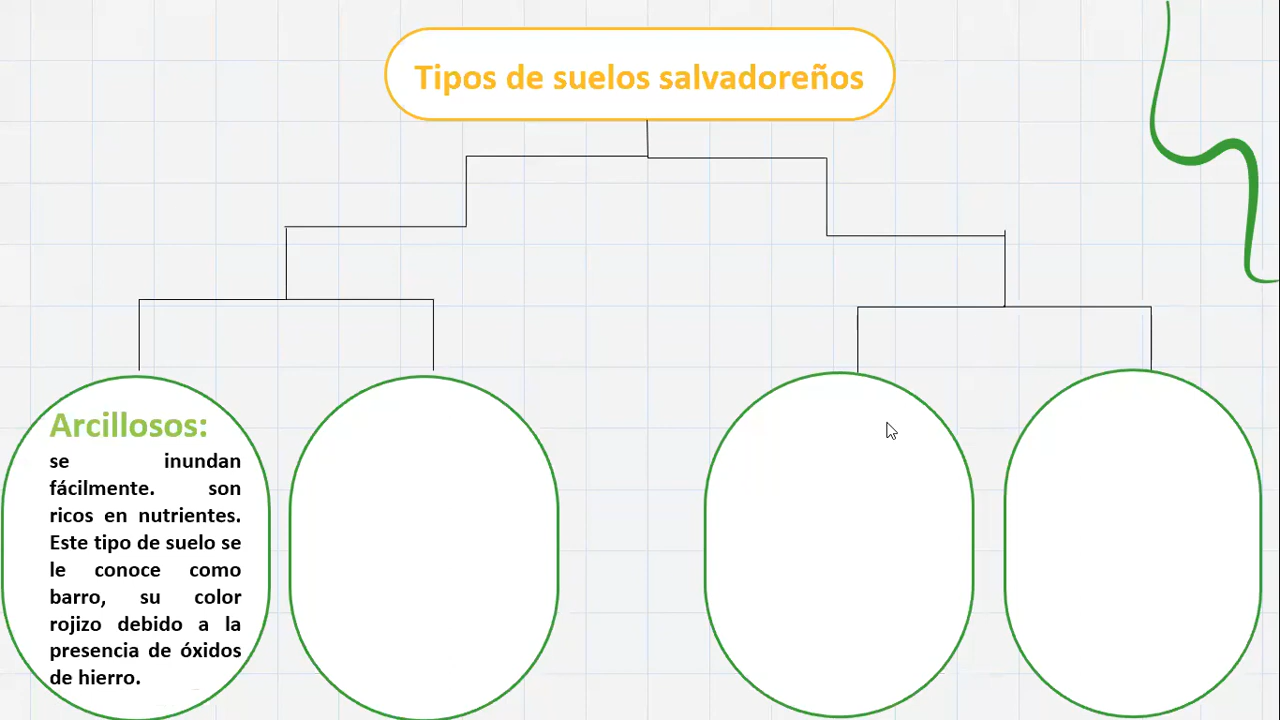 Tipos de suelos salvadoreños
Arcillosos:
se inundan
fácilmente. son
ricos en nutrientes.
Este tipo de suelo se
le conoce como
barro, su color
rojizo debido a la
presencia de óxidos
de hierro.